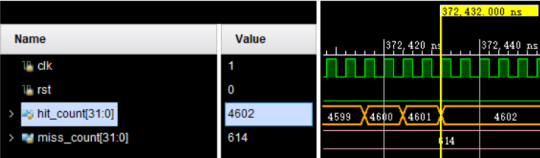 372,432.000 ns
Name Value 372,420 ns 372,440 ns
clk 1
rst 0
hit_count[31:0] 4602 4599 4600 4601 4602
miss_count[31:0] 614 614